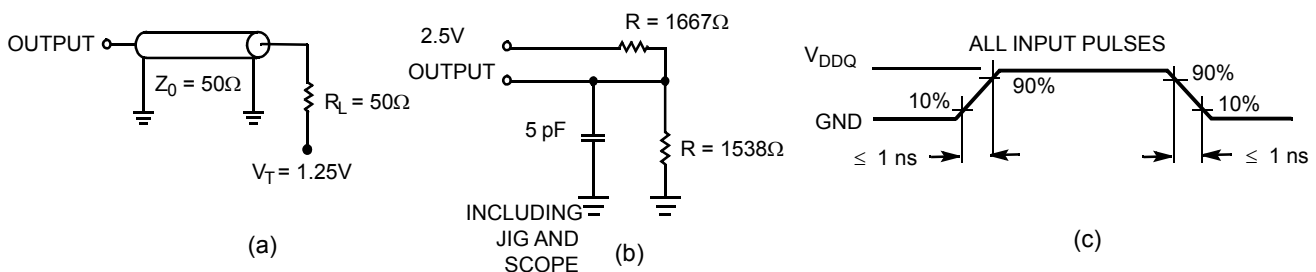 OUTPUT
Z0 = 50Ω
RL = 50Ω
VT = 1.25V
(a)
R = 1667Ω
2.5V
OUTPUT
5 pF
R = 1538Ω
INCLUDING
JIG AND
SCOPE
(b)
ALL INPUT PULSES
VDDQ
90%
90%
10%
10%
GND
≤ 1 ns
≤ 1 ns
(c)